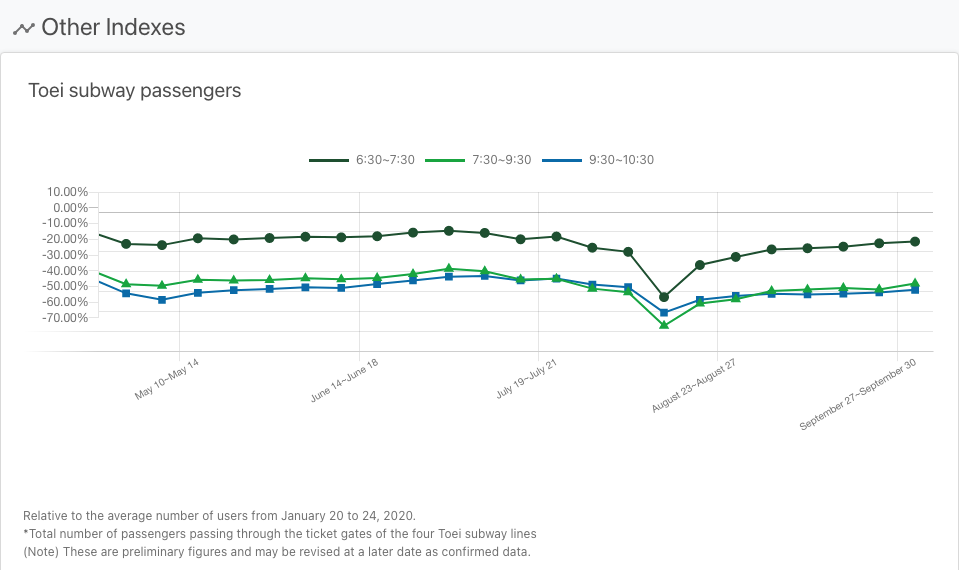 Other Indexes
Toei subway passengers
6:30~7:30
7:30~9:30
9:30~10:30
10.00%
0.00%
-10.00%
-20.00%
-30.00%
-40.00%
-50.00%
-60.00%
-70.00%
May 10~May 14
June 14~June 18
July 19~July 21
August 23~August 27
September 27~September 30
Relative to the average number of users from January 20 to 24, 2020.
*Total number of passengers passing through the ticket gates of the four Toei subway lines
(Note) These are preliminary figures and may be revised at a later date as confirmed data.